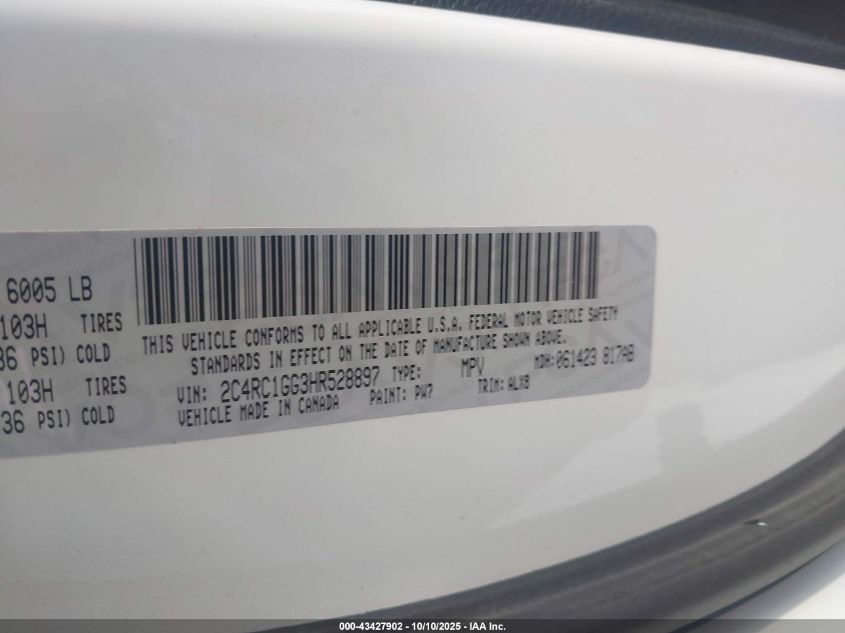 6005 LB
103H TIRES
36 PSI) COLD
103H TIRES
36 PSI) COLD
THIS VEHICLE CONFORMS TO ALL APPLICABLE U.S.A. FEDERAL MOTOR VEHICLE SAFETY
STANDARDS IN EFFECT ON THE DATE OF MANUFACTURE SHOWN ABOVE.
VIN: 2C4RC1GG3HR528897 TYPE: MPV MDH: 061423 817AB
VEHICLE MADE IN CANADA PAINT: PW7 TRIM: ALX8
000-43427902 - 10/10/2025 - IAA Inc.